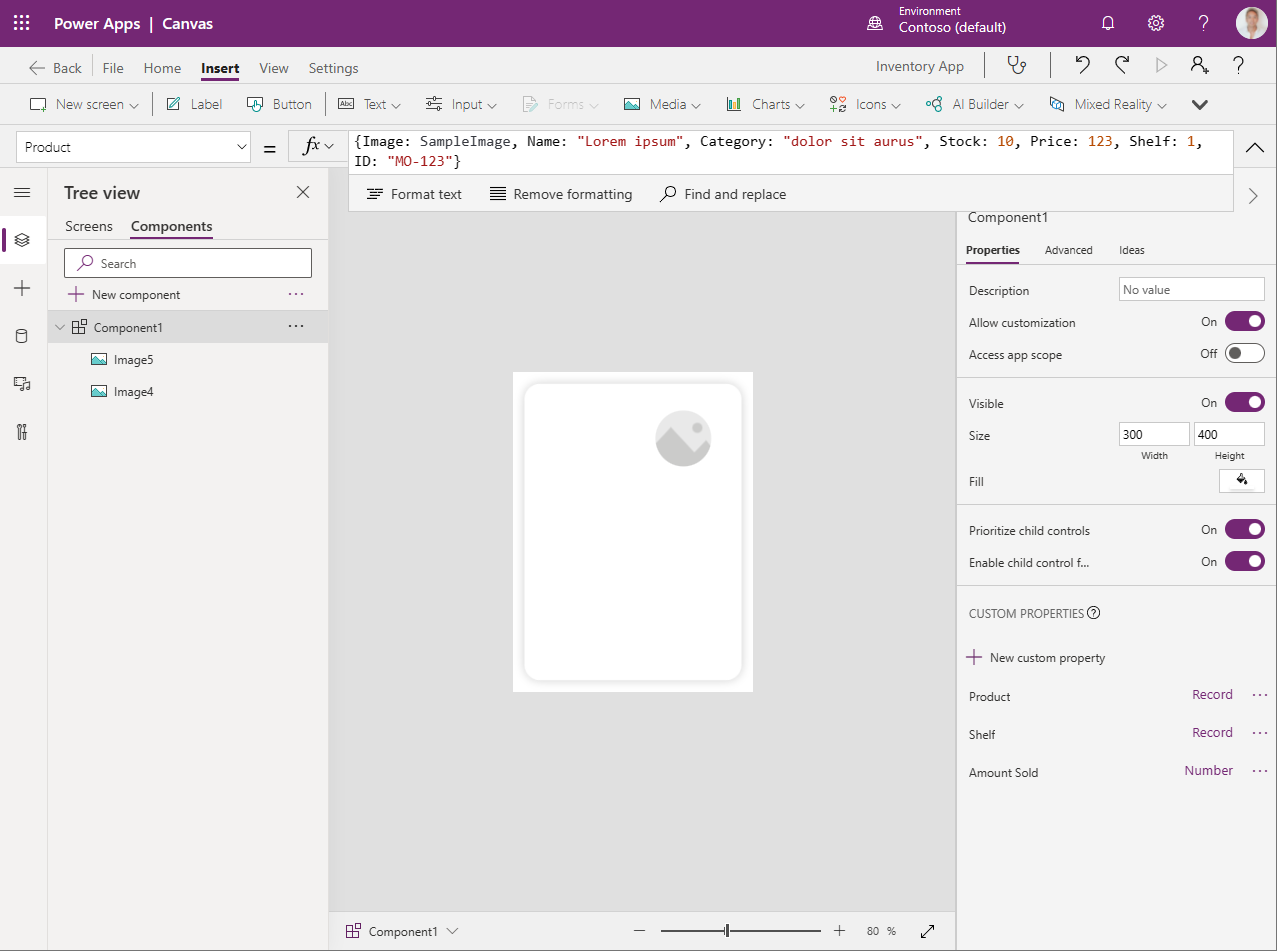 Power Apps | Canvas
Environment
Contoso (default)
Back File Home Insert View Settings
Inventory App
New screen Label Button Text Input Forms Media Charts Icons AI Builder Mixed Reality
Abc
Product = fx
{Image: SampleImage, Name: "Lorem ipsum", Category: "dolor sit aurus", Stock: 10, Price: 123, Shelf: 1,
ID: "MO-123"}
Format text Remove formatting Find and replace
Tree view
Screens Components
Search
New component
Component1
Image5
Image4
Component1
Properties Advanced Ideas
Description No value
Allow customization On
Access app scope Off
Visible On
Size 300 400
Width Height
Fill
Prioritize child controls On
Enable child control f... On
CUSTOM PROPERTIES
New custom property
Product Record
Shelf Record
Amount Sold Number
Component1 80 %